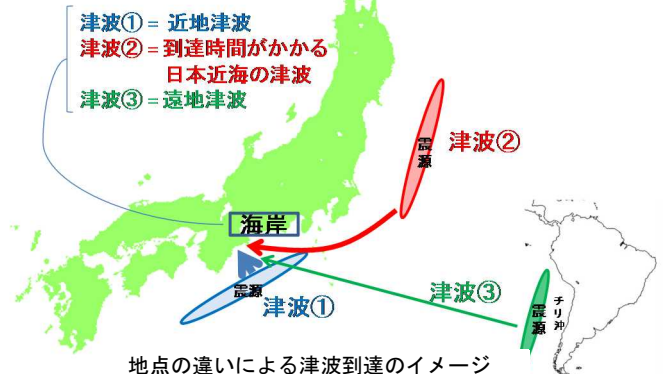 津波①= 近地津波
津波②=到達時間がかかる
日本近海の津波
津波③=遠地津波
震源
津波②
海岸
震源
津波①
津波③
震源
チリ沖
地点の違いによる津波到達のイメージ